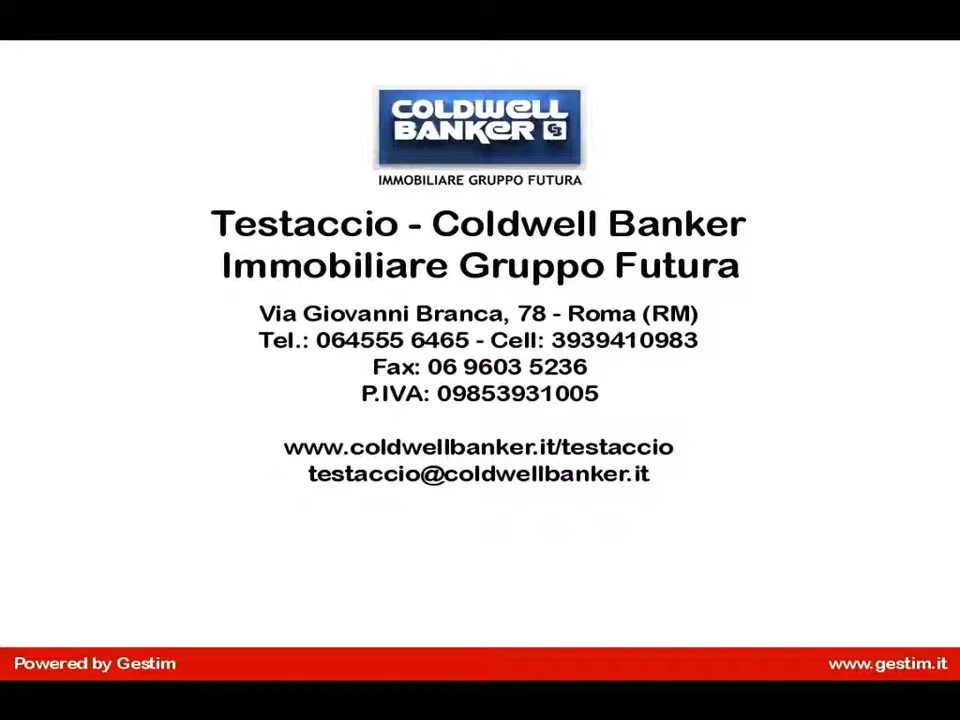 COLDWELL
BANKER CB
IMMOBILIARE GRUPPO FUTURA
Testaccio - Coldwell Banker
Immobiliare Gruppo Futura
Via Giovanni Branca, 78 - Roma (RM)
Tel.: 064555 6465 - Cell: 3939410983
Fax: 06 9603 5236
P.IVA: 09853931005
www.coldwellbanker.it/testaccio
testaccio@coldwellbanker.it
Powered by Gestim
www.gestim.it